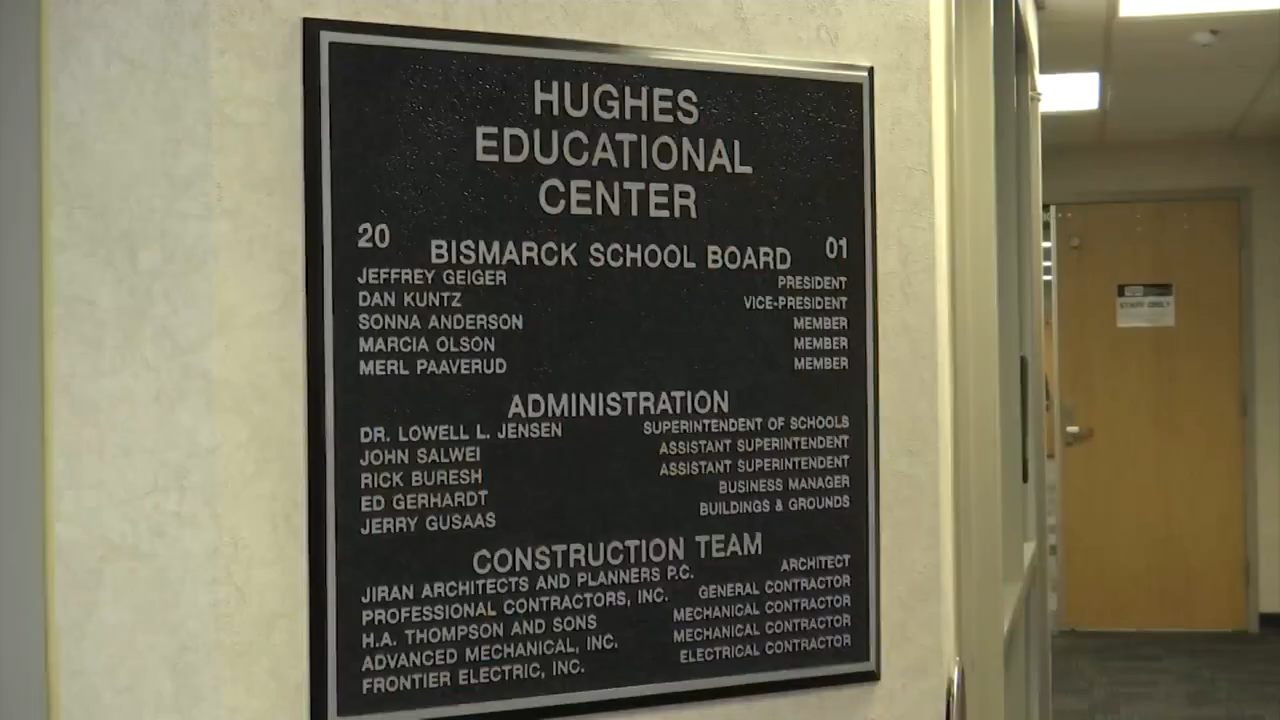 HUGHES
EDUCATIONAL
CENTER
20 01
BISMARCK SCHOOL BOARD
JEFFREY GEIGER PRESIDENT
DAN KUNTZ VICE-PRESIDENT
SONNA ANDERSON MEMBER
MARCIA OLSON MEMBER
MERL PAAVERUD MEMBER
ADMINISTRATION
DR. LOWELL L. JENSEN SUPERINTENDENT OF SCHOOLS
JOHN SALWEI ASSISTANT SUPERINTENDENT
RICK BURESH ASSISTANT SUPERINTENDENT
ED GERHARDT BUSINESS MANAGER
JERRY GUSAAS BUILDINGS & GROUNDS
CONSTRUCTION TEAM
JIRAN ARCHITECTS AND PLANNERS P.C. ARCHITECT
PROFESSIONAL CONTRACTORS, INC. GENERAL CONTRACTOR
H.A. THOMPSON AND SONS MECHANICAL CONTRACTOR
ADVANCED MECHANICAL, INC. MECHANICAL CONTRACTOR
FRONTIER ELECTRIC, INC. ELECTRICAL CONTRACTOR
STAFF ONLY